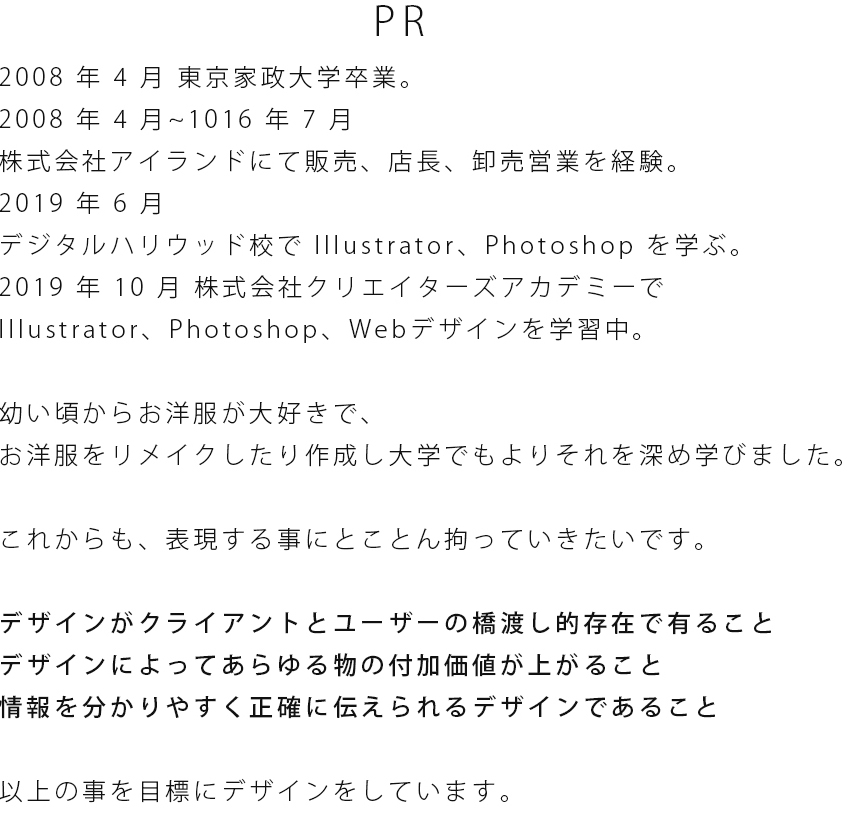 PR
2008 年 4 月 東京家政大学卒業。
2008 年 4 月~1016 年 7 月
株式会社アイランドにて販売、店長、卸売営業を経験。
2019 年 6 月
デジタルハリウッド校で Illustrator、Photoshop を学ぶ。
2019 年 10 月 株式会社クリエイターズアカデミーで
Illustrator、Photoshop、Webデザインを学習中。
幼い頃からお洋服が大好きで、
お洋服をリメイクしたり作成し大学でもよりそれを深め学びました。
これからも、表現する事にとことん拘っていきたいです。
デザインがクライアントとユーザーの橋渡し的存在で有ること
デザインによってあらゆる物の付加価値が上がること
情報を分かりやすく正確に伝えられるデザインであること
以上の事を目標にデザインをしています。